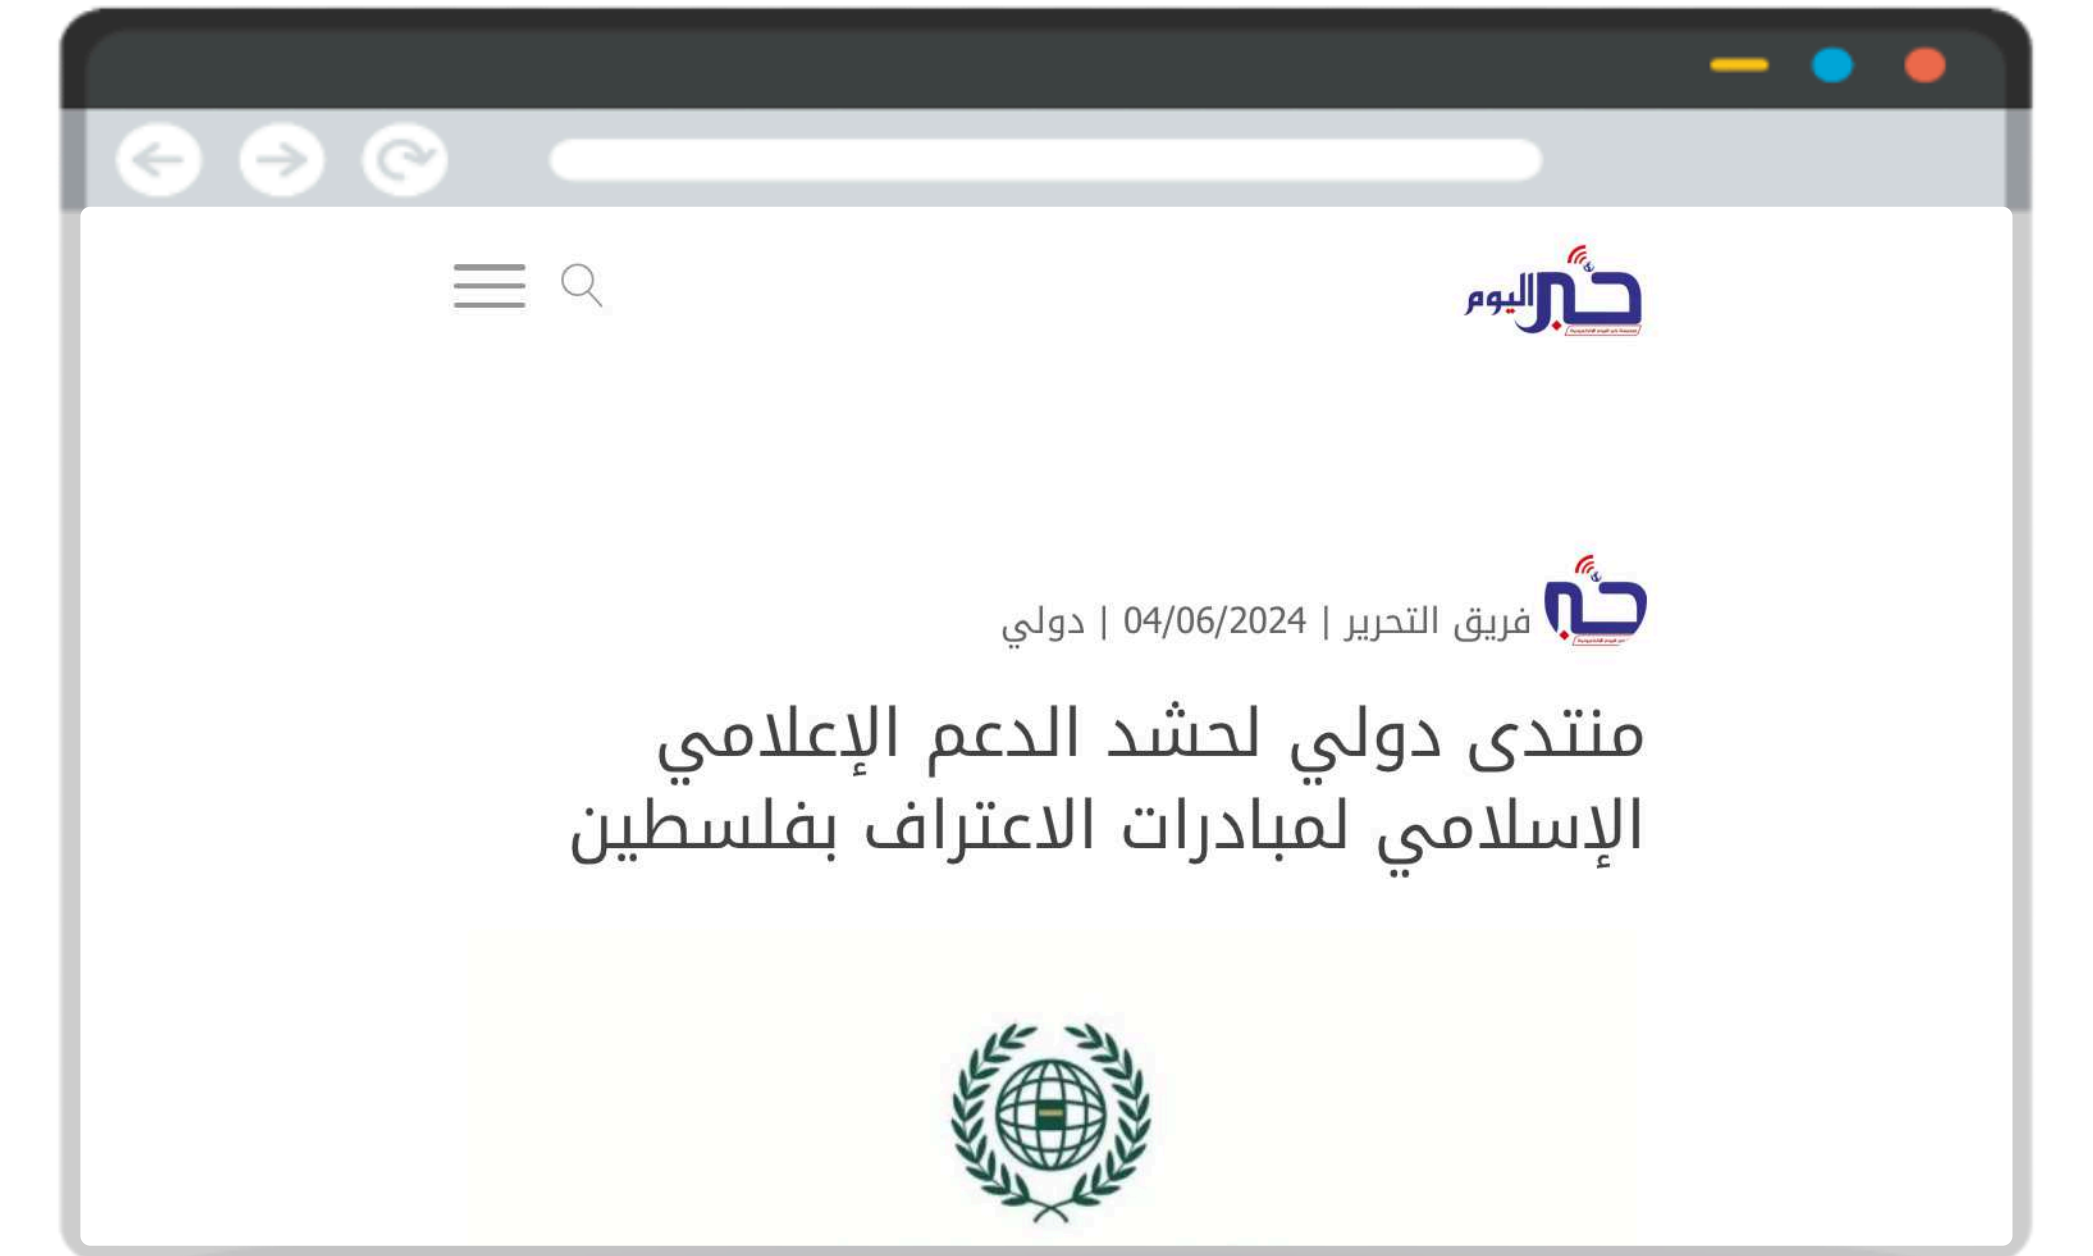 خبر اليوم
فريق التحرير | 04/06/2024 | دولي
منتدى دولي لحشد الدعم الإعلامي
الإسلامي لمبادرات الاعتراف بفلسطين